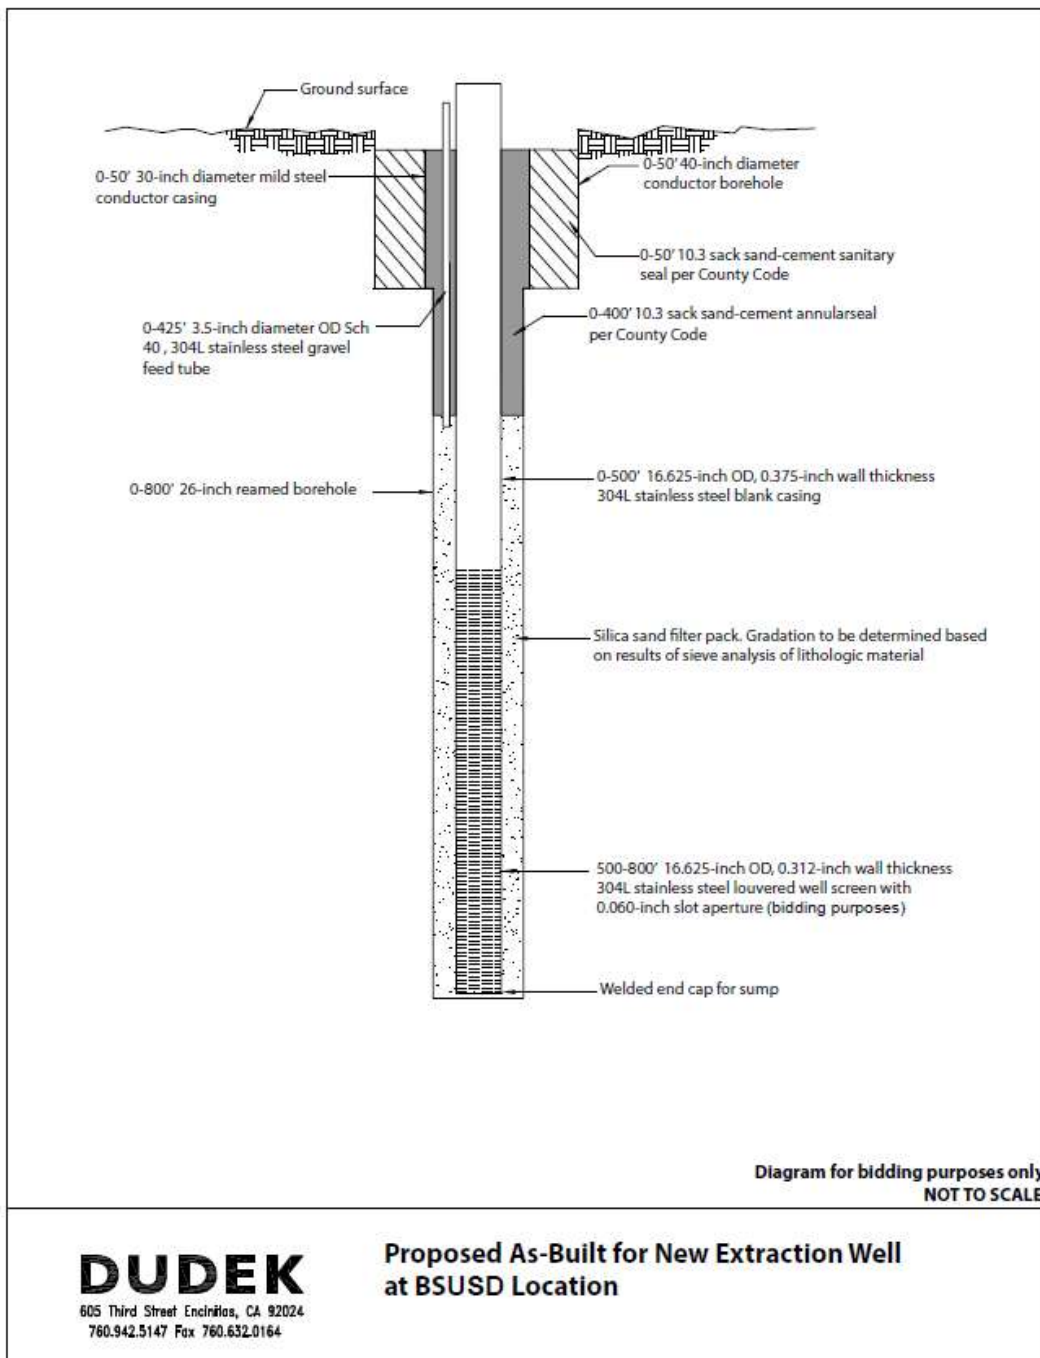 Ground surface
0-50' 30-inch diameter mild steel
conductor casing
0-50' 40-inch diameter
conductor borehole
0-50' 10.3 sack sand-cement sanitary
seal per County Code
0-425' 3.5-inch diameter OD Sch
40 , 304L stainless steel gravel
feed tube
0-400' 10.3 sack sand-cement annularseal
per County Code
0-800' 26-inch reamed borehole
0-500' 16.625-inch OD, 0.375-inch wall thickness
304L stainless steel blank casing
Silica sand filter pack. Gradation to be determined based
on results of sieve analysis of lithologic material
500-800' 16.625-inch OD, 0.312-inch wall thickness
304L stainless steel louvered well screen with
0.060-inch slot aperture (bidding purposes)
Welded end cap for sump
Diagram for bidding purposes only
NOT TO SCALE
DUDEK
605 Third Street Encinitas, CA 92024
760.942.5147 Fax 760.632.0164
Proposed As-Built for New Extraction Well
at BSUSD Location